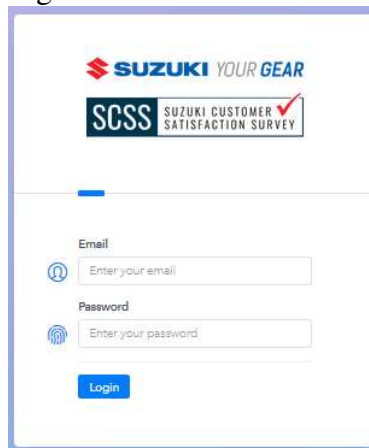 SUZUKI YOUR GEAR
SCSS SUZUKI CUSTOMER
SATISFACTION SURVEY
Email
Enter your email
Password
Enter your password
Login